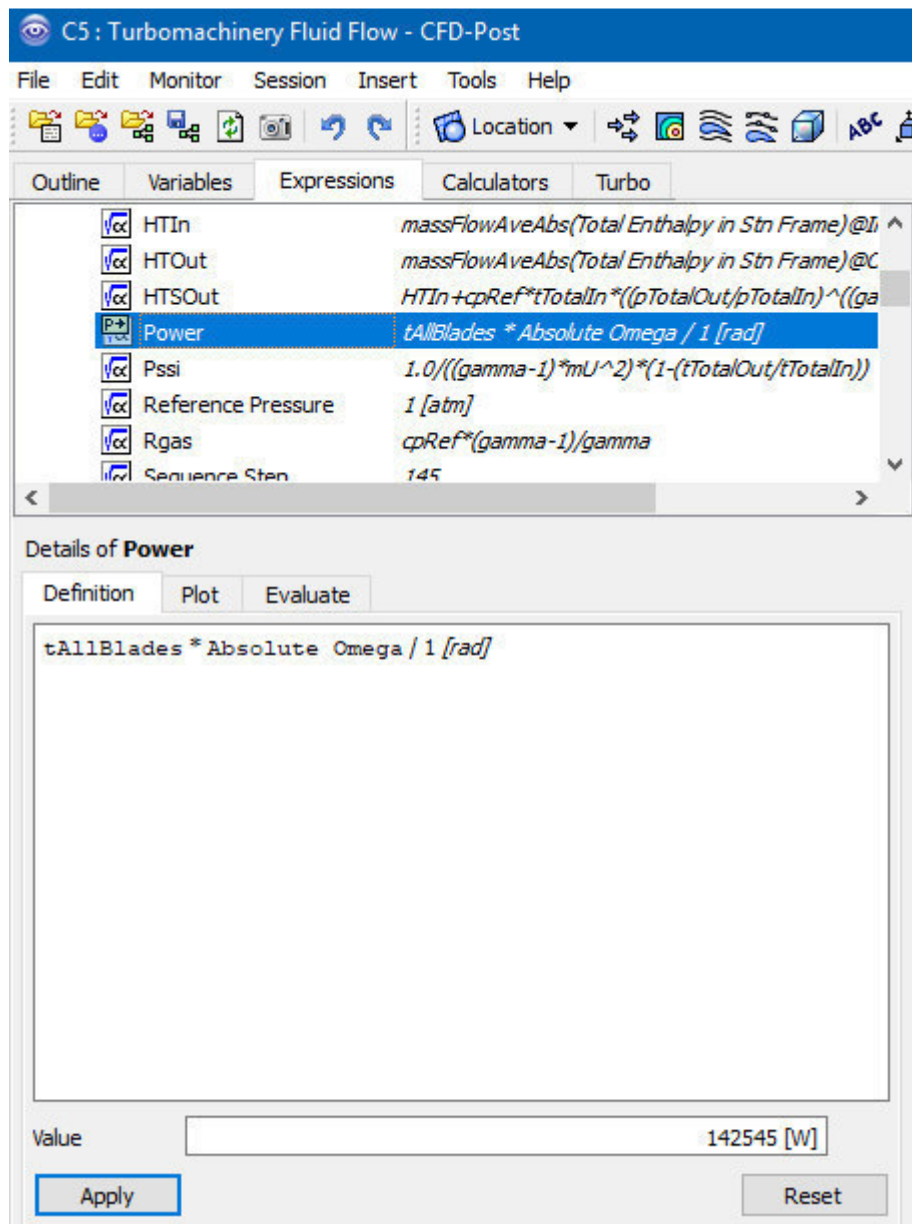 C5 : Turbomachinery Fluid Flow - CFD-Post
File Edit Monitor Session Insert Tools Help
Location ABC
Outline Variables Expressions Calculators Turbo
HTIn massFlowAveAbs(Total Enthalpy in Stn Frame)@I
HTOut massFlowAveAbs(Total Enthalpy in Stn Frame)@C
HTSOut HTIn+cpRef*tTotalIn*((pTotalOut/pTotalIn)^((ga
P Power tAllBlades * Absolute Omega / 1 [rad]
Pssi 1.0/((gamma-1)*mU^2)*(1-(tTotalOut/tTotalIn))
Reference Pressure 1 [atm]
Rgas cpRef*(gamma-1)/gamma
Sequence Step 145
Details of Power
Definition Plot Evaluate
tAllBlades * Absolute Omega / 1 [rad]
Value 142545 [W]
Apply Reset